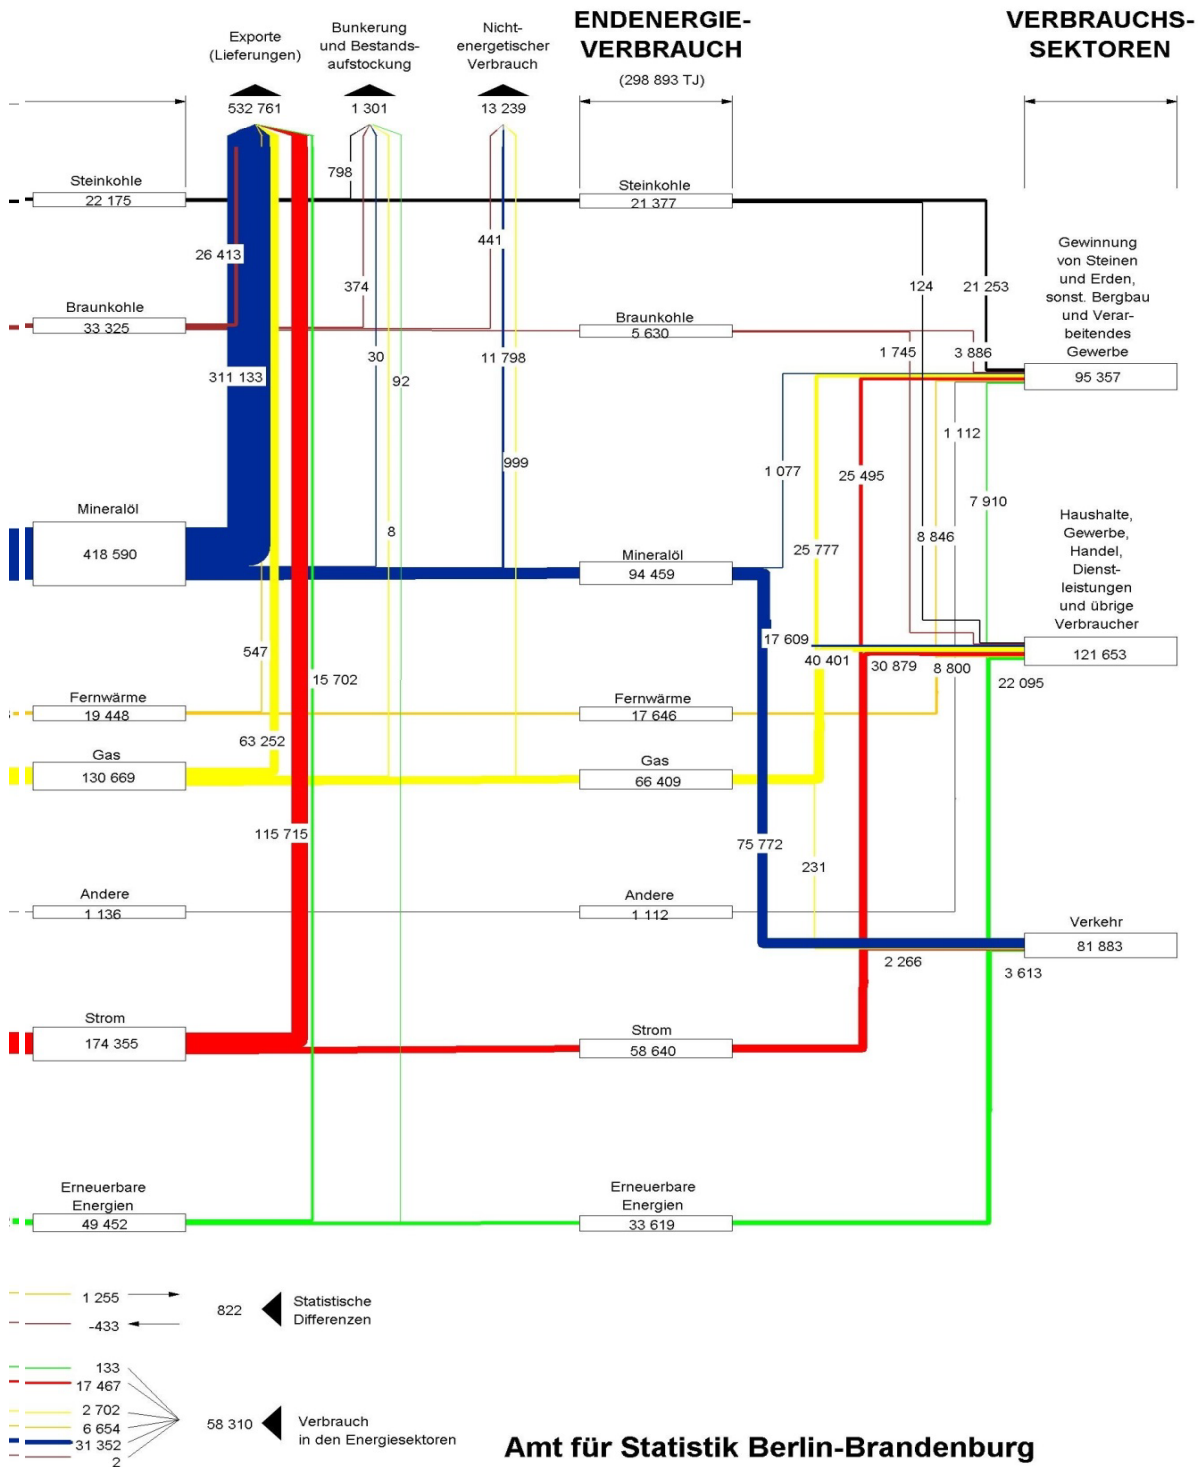 Exporte
(Lieferungen)
Bunkerung
und Bestands-
aufstockung
Nicht-
energetischer
Verbrauch
ENDENERGIE-
VERBRAUCH
(298 893 TJ)
VERBRAUCHS-
SEKTOREN
532 761
1 301
13 239
798
Steinkohle
22 175
Steinkohle
21 377
26 413
441
374
124
21 253
Gewinnung
von Steinen
und Erden,
sonst. Bergbau
und Verar-
beitendes
Gewerbe
95 357
Braunkohle
33 325
Braunkohle
5 630
30
11 798
1 745
3 886
311 133
92
1 112
999
1 077
25 495
7 910
Mineralöl
418 590
8
25 777
8 846
Haushalte,
Gewerbe,
Handel,
Dienst-
leistungen
und übrige
Verbraucher
121 653
Mineralöl
94 459
547
15 702
17 609
40 401
30 879
8 800
22 095
Fernwärme
19 448
Fernwärme
17 646
63 252
Gas
130 669
Gas
66 409
115 715
75 772
231
Andere
1 136
Andere
1 112
Verkehr
81 883
2 266
3 613
Strom
174 355
Strom
58 640
Erneuerbare
Energien
49 452
Erneuerbare
Energien
33 619
1 255
-433
822
Statistische
Differenzen
133
17 467
2 702
6 654
31 352
2
58 310
Verbrauch
in den Energiesektoren
Amt für Statistik Berlin-Brandenburg